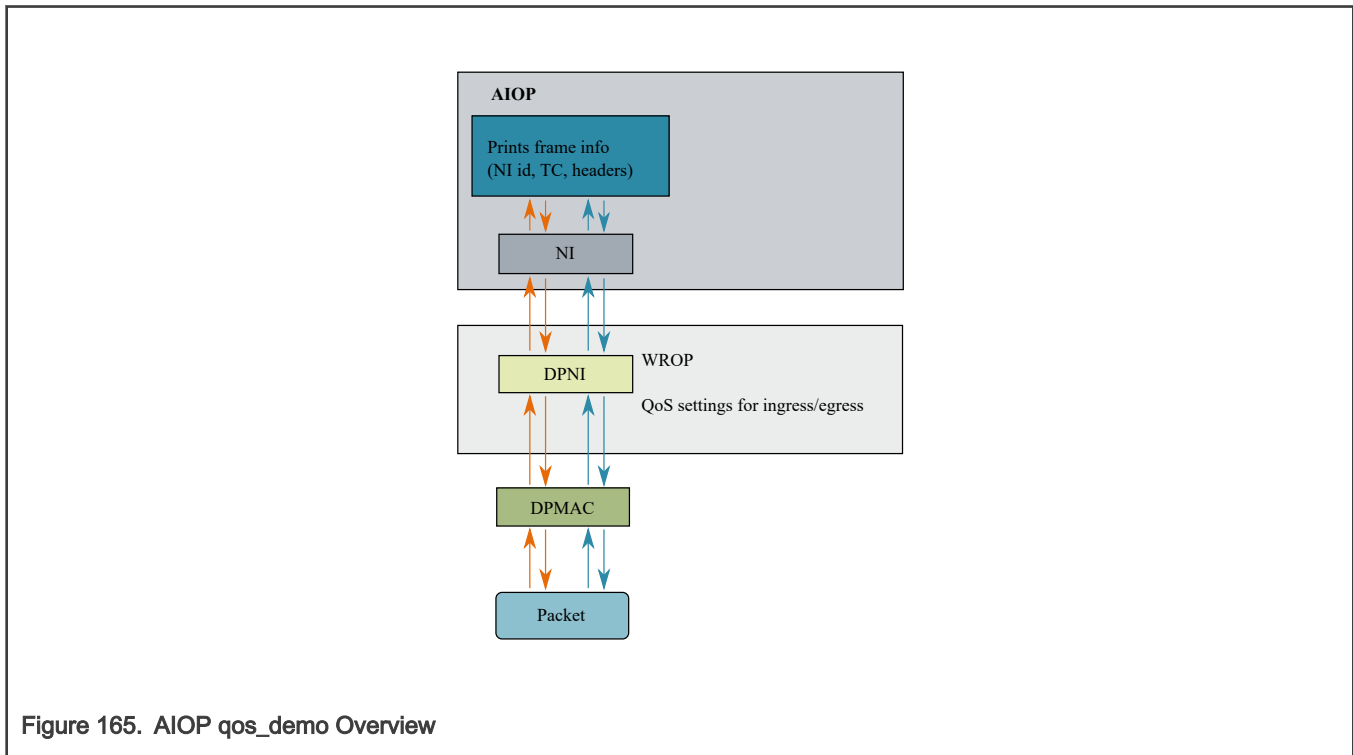 AIOP
Prints frame info
(NI id, TC, headers)
NI
DPNI
WROP
QoS settings for ingress/egress
DPMAC
Packet
Figure 165. AIOP qos_demo Overview